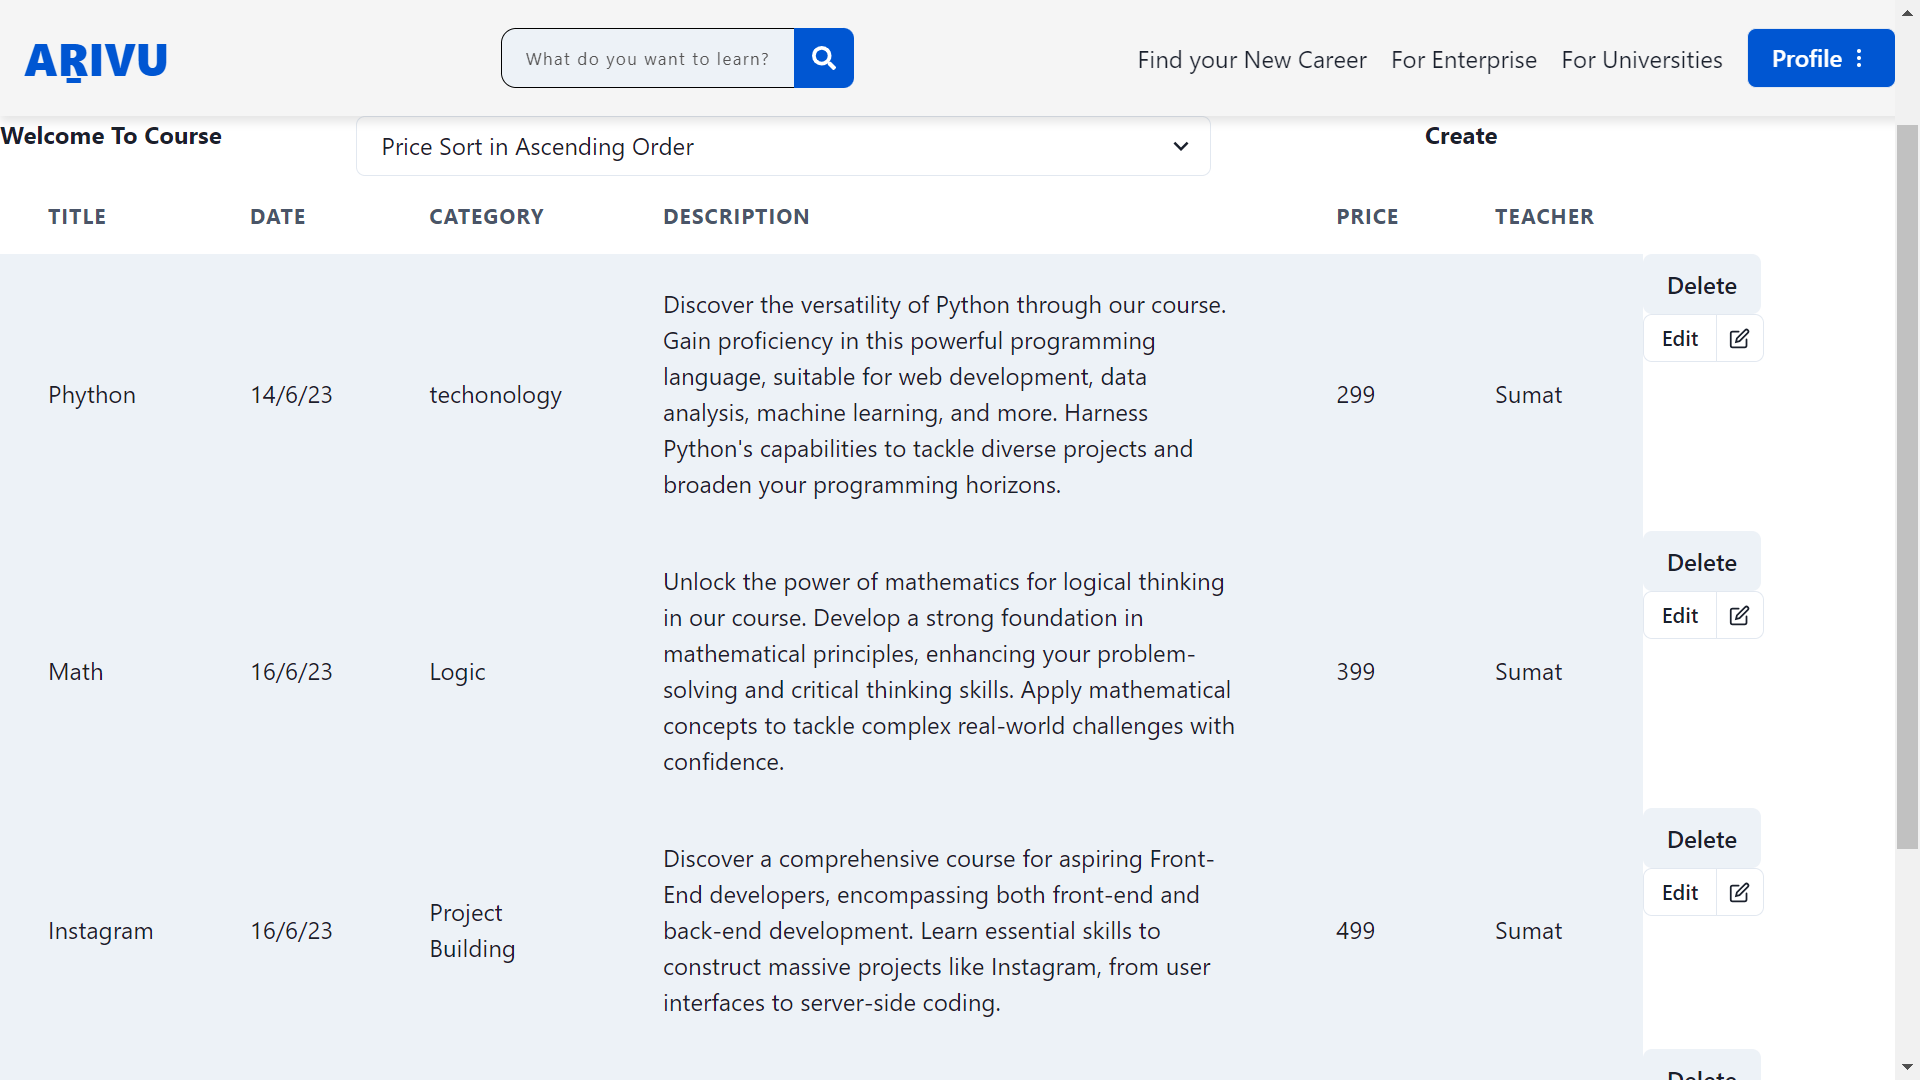 ARIVU
What do you want to learn?
Find your New Career
For Enterprise
For Universities
Profile
Welcome To Course
Price Sort in Ascending Order
Create
TITLE DATE CATEGORY DESCRIPTION PRICE TEACHER
Phython
14/6/23
techonology
Discover the versatility of Python through our course.
Gain proficiency in this powerful programming
language, suitable for web development, data
analysis, machine learning, and more. Harness
Python's capabilities to tackle diverse projects and
broaden your programming horizons.
299
Sumat
Delete
Edit
Math
16/6/23
Logic
Unlock the power of mathematics for logical thinking
in our course. Develop a strong foundation in
mathematical principles, enhancing your problem-
solving and critical thinking skills. Apply mathematical
concepts to tackle complex real-world challenges with
confidence.
399
Sumat
Delete
Edit
Instagram
16/6/23
Project
Building
Discover a comprehensive course for aspiring Front-
End developers, encompassing both front-end and
back-end development. Learn essential skills to
construct massive projects like Instagram, from user
interfaces to server-side coding.
499
Sumat
Delete
Edit
Delete